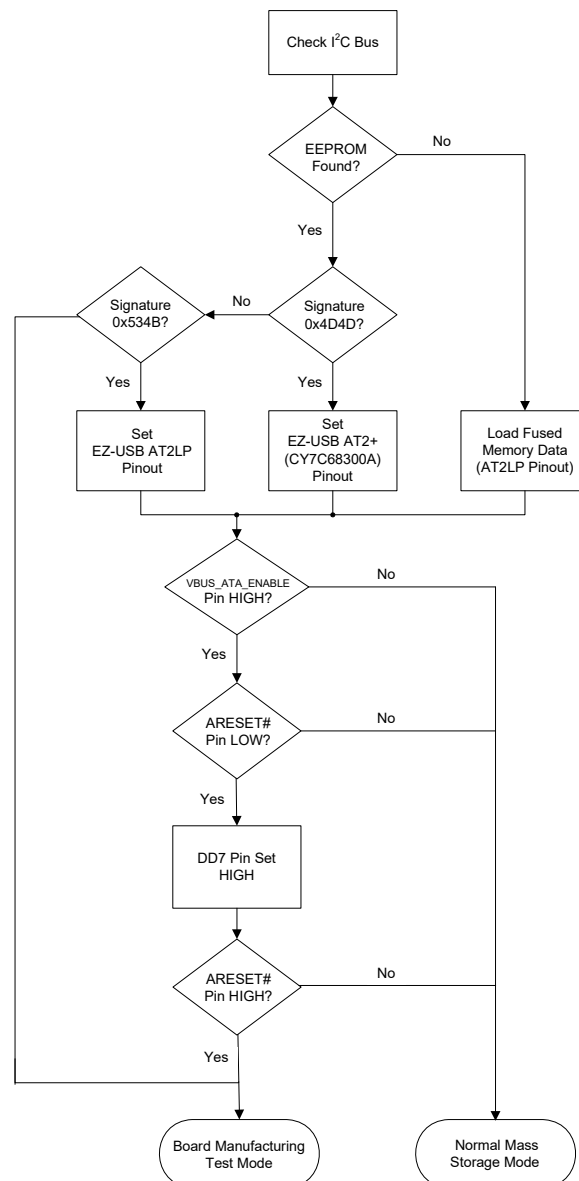 Check I²C Bus
EEPROM
Found?
No
Yes
Signature
0x534B?
No
Signature
0x4D4D?
Yes
Yes
Set
EZ-USB AT2LP
Pinout
Set
EZ-USB AT2+
(CY7C68300A)
Pinout
Load Fused
Memory Data
(AT2LP Pinout)
VBUS_ATA_ENABLE
Pin HIGH?
No
Yes
ARESET#
Pin LOW?
No
Yes
DD7 Pin Set
HIGH
ARESET#
Pin HIGH?
No
Yes
Board Manufacturing
Test Mode
Normal Mass
Storage Mode